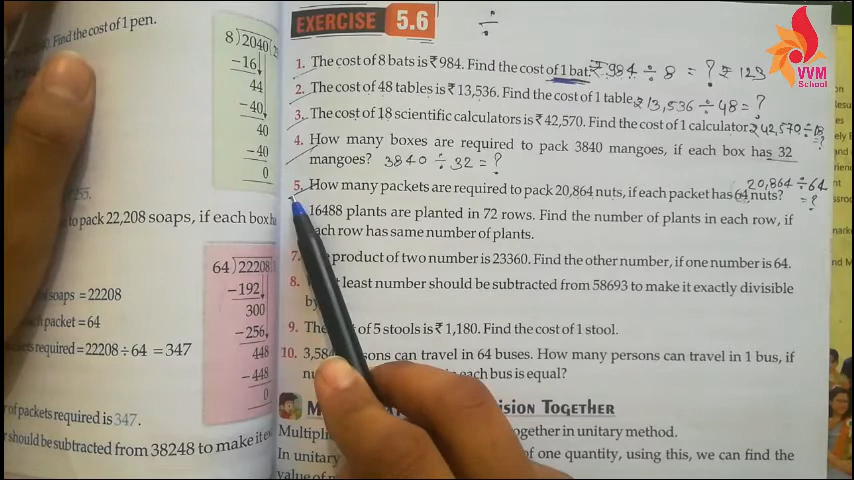 . Find the cost of 1 pen.
8)2040(
-16
44
-40
40
-40
0
to pack 22,208 soaps, if each box
64)22208(
-192
300
-256
448
-448
0
soaps = 22208
packet = 64
required = 22208 ÷ 64 = 347
of packets required is 347.
should be subtracted from 38248 to make it
EXERCISE 5.6
÷
VVM
School
1. The cost of 8 bats is ₹ 984. Find the cost of 1 bat. ₹ 984 ÷ 8 = ? ₹ 123
2. The cost of 48 tables is ₹ 13,536. Find the cost of 1 table. ₹ 13,536 ÷ 48 = ?
3. The cost of 18 scientific calculators is ₹ 42,570. Find the cost of 1 calculator. ₹ 42,570 ÷ 18 = ?
4. How many boxes are required to pack 3840 mangoes, if each box has 32
mangoes? 3840 ÷ 32 = ?
20,864 ÷ 64
5. How many packets are required to pack 20,864 nuts, if each packet has 64 nuts? = ?
16488 plants are planted in 72 rows. Find the number of plants in each row, if
each row has same number of plants.
7. product of two number is 23360. Find the other number, if one number is 64.
8. least number should be subtracted from 58693 to make it exactly divisible
by
9. The of 5 stools is ₹ 1,180. Find the cost of 1 stool.
10. 3,584 persons can travel in 64 buses. How many persons can travel in 1 bus, if
in each bus is equal?
TOGETHER
together in unitary method.
In unitary of one quantity, using this, we can find the
value of